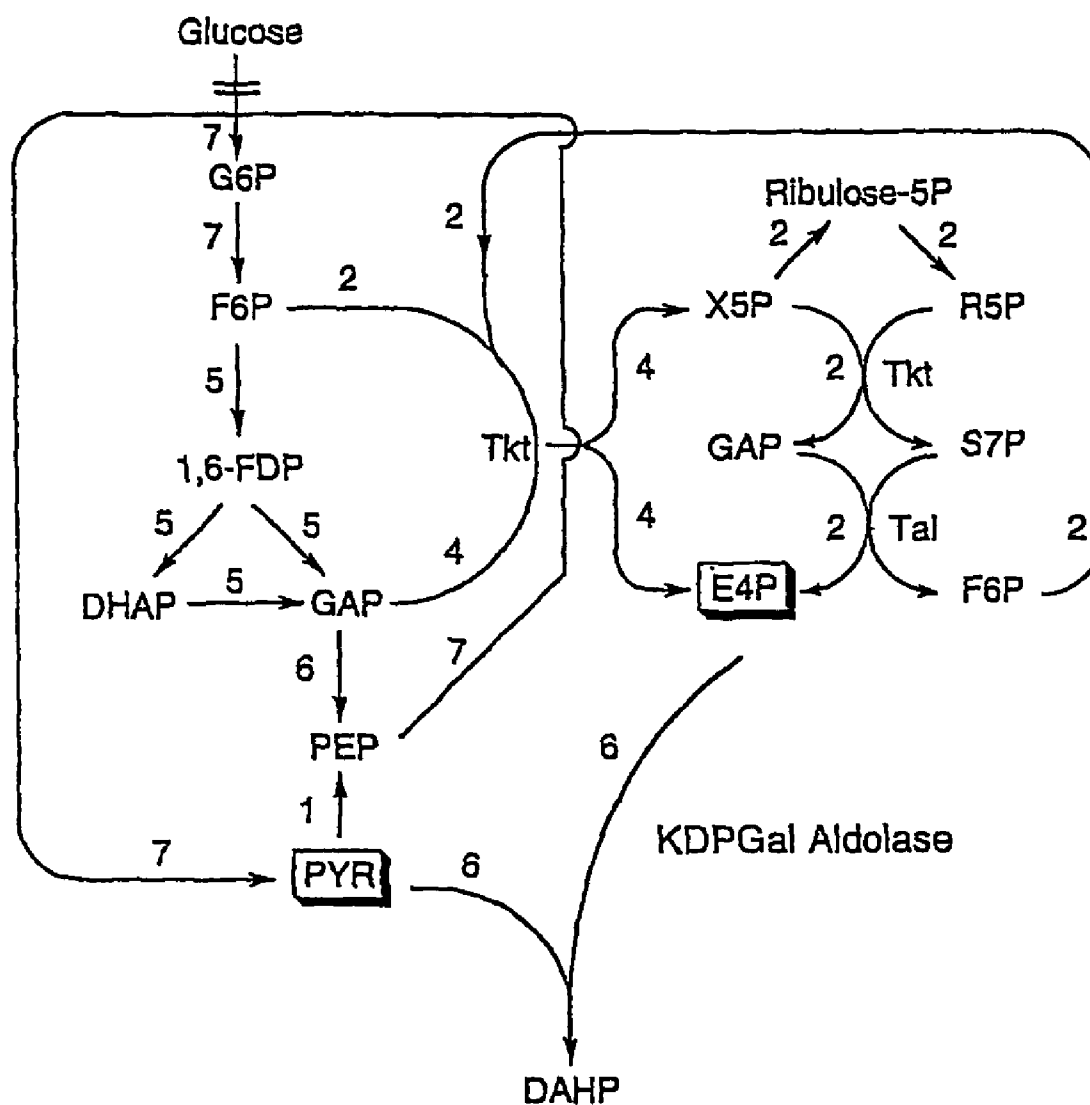 Glucose
7
G6P
7
F6P
2
2
5
1,6-FDP
5
5
DHAP
5
GAP
4
6
PEP
7
1
7
PYR
6
Tkt
4
4
Ribulose-5P
2
2
X5P
R5P
2
Tkt
GAP
S7P
2
Tal
2
E4P
F6P
6
KDPGal Aldolase
DAHP